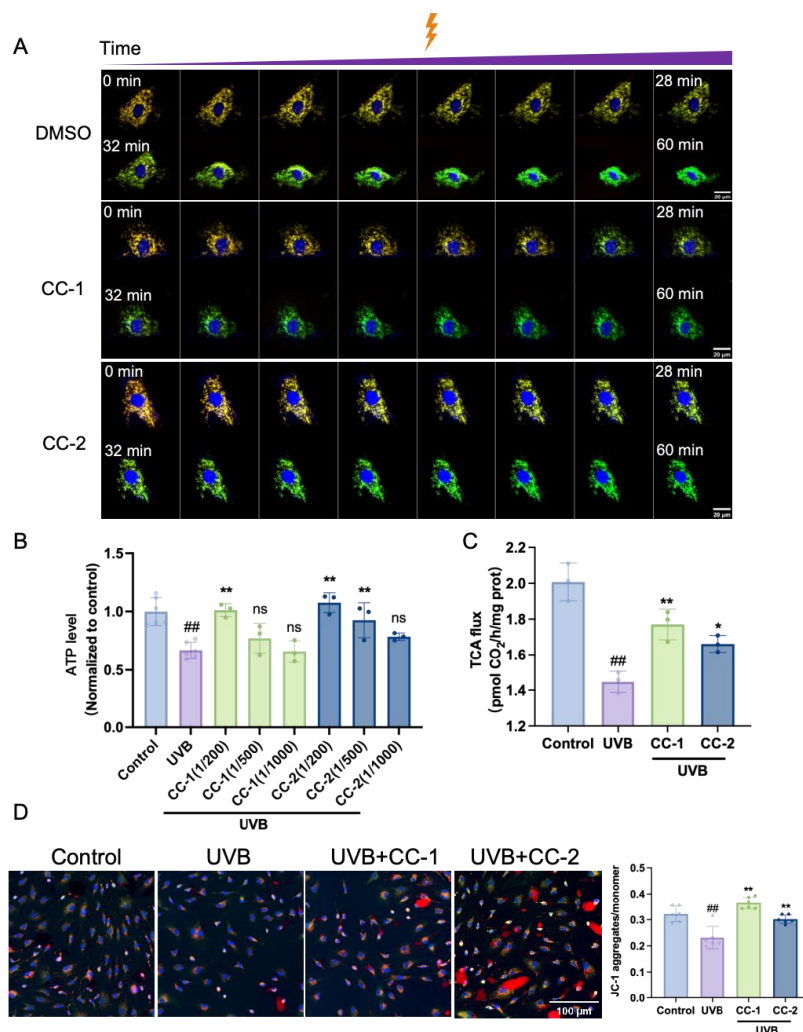 A
Time
0 min
28 min
DMSO
32 min
60 min
20 µm
0 min
28 min
CC-1
32 min
60 min
20 µm
0 min
28 min
CC-2
32 min
60 min
20 µm
B
ATP level
(Normalized to control)
1.5
1.0
0.5
0.0
##
**
ns
ns
**
**
ns
Control
UVB
CC-1(1/200)
CC-1(1/500)
CC-1(1/1000)
CC-2(1/200)
CC-2(1/500)
CC-2(1/1000)
UVB
C
TCA flux
(pmol CO2/h/mg prot)
2.2
2.0
1.8
1.6
1.4
1.2
##
**
*
Control
UVB
CC-1
CC-2
UVB
D
Control
UVB
UVB+CC-1
UVB+CC-2
100 µm
JC-1 aggregates/monomer
0.5
0.4
0.3
0.2
0.1
0.0
##
**
**
Control
UVB
CC-1
CC-2
UVB